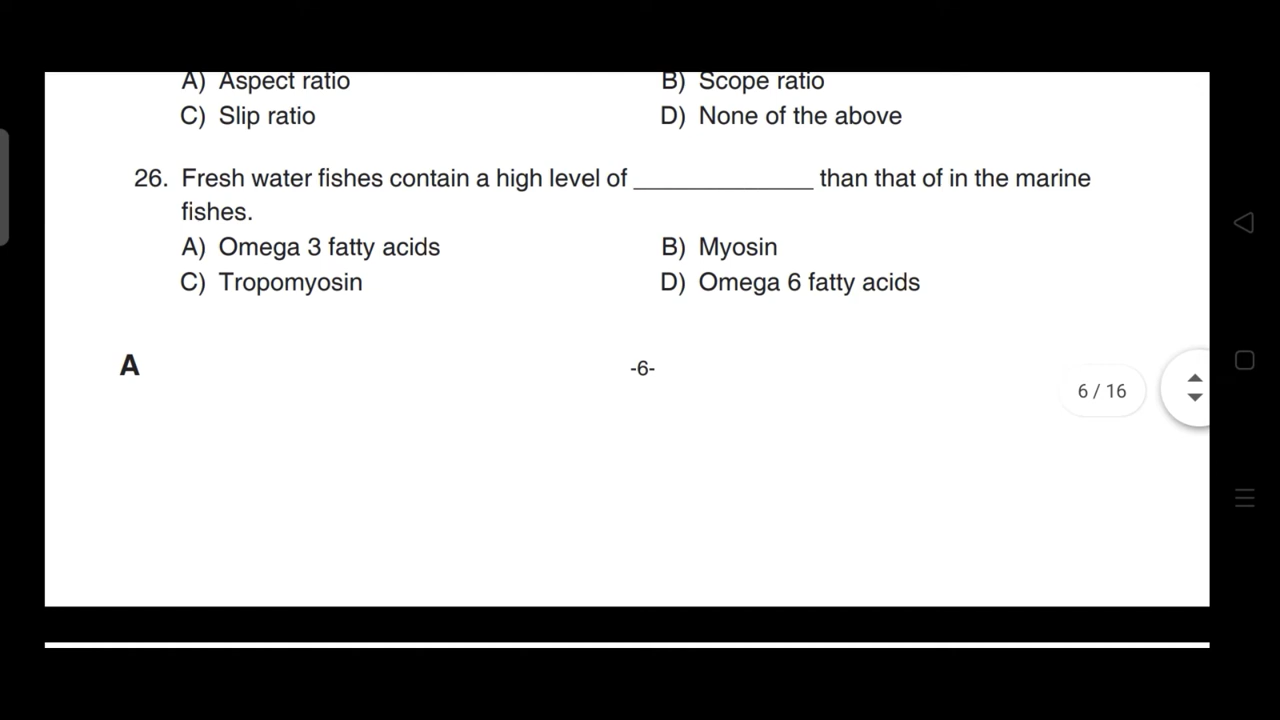 A) Aspect ratio B) Scope ratio
C) Slip ratio D) None of the above
26. Fresh water fishes contain a high level of _____________ than that of in the marine
fishes.
A) Omega 3 fatty acids B) Myosin
C) Tropomyosin D) Omega 6 fatty acids
A -6-
6 / 16